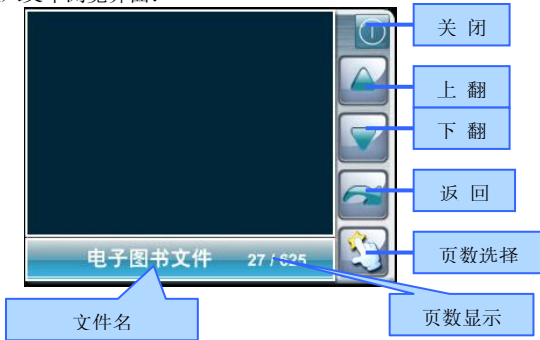 关 闭
上 翻
下 翻
返 回
页数选择
电子图书文件 27 / 625
文件名
页数显示